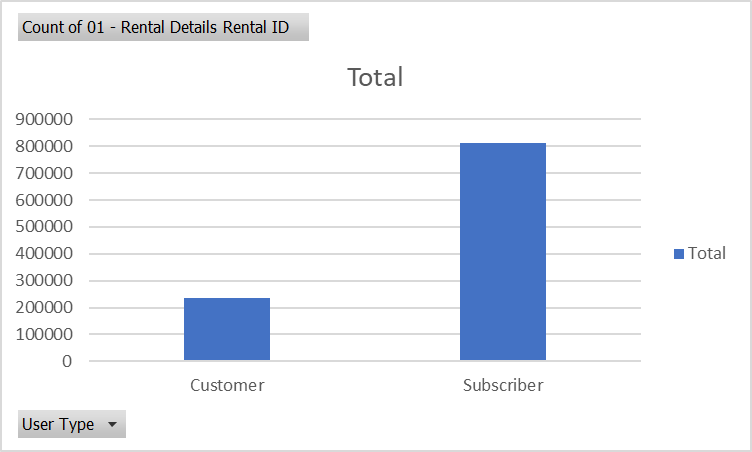 Count of 01 - Rental Details Rental ID
Total
900000
800000
700000
600000
500000
400000
300000
200000
100000
0
Total
Customer
Subscriber
User Type